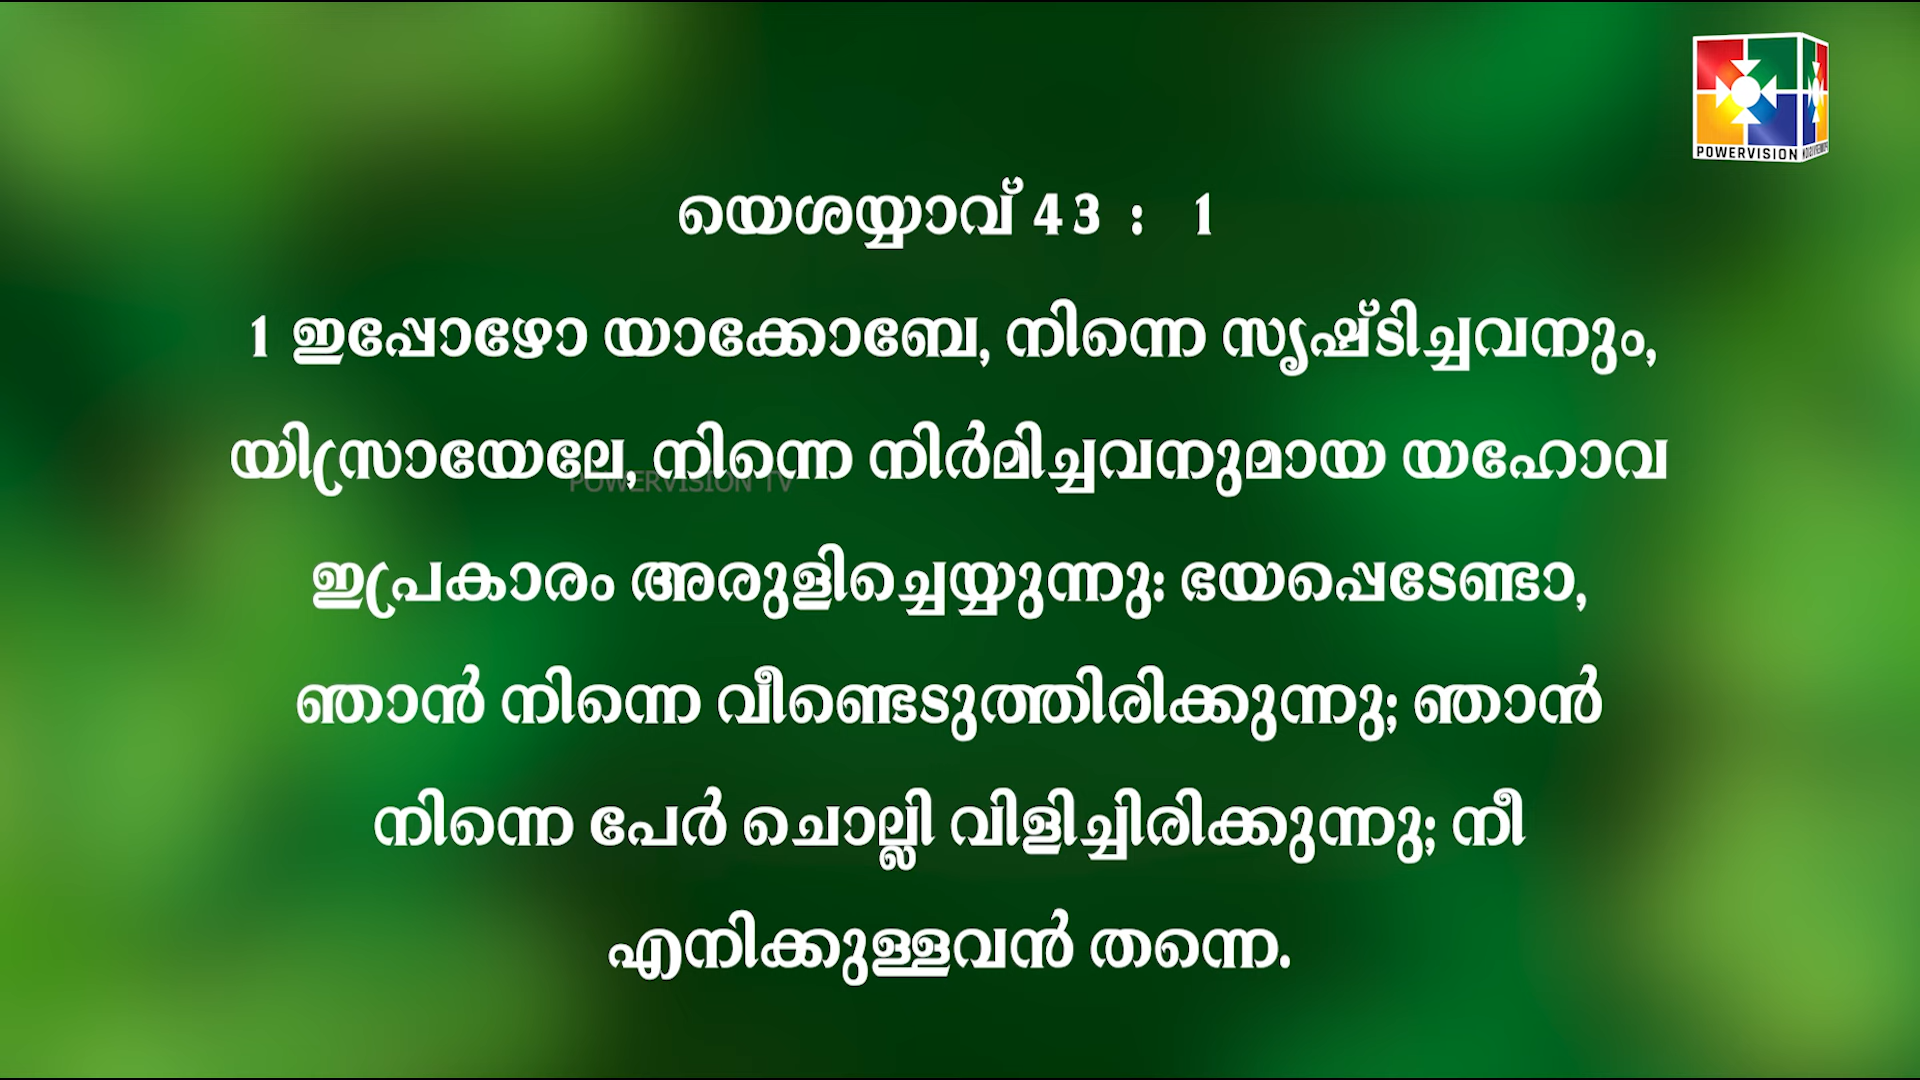 POWERVISION
യെശയ്യാവ് 43 : 1
1 ഇപ്പോഴോ യാക്കോബേ, നിന്നെ സൃഷ്ടിച്ചവനും,
യിസ്രായേലേ, നിന്നെ നിർമിച്ചവനുമായ യഹോവ
POWERVISION TV
ഇപ്രകാരം അരുളിച്ചെയ്യുന്നു: ഭയപ്പെടേണ്ടാ,
ഞാൻ നിന്നെ വീണ്ടെടുത്തിരിക്കുന്നു; ഞാൻ
നിന്നെ പേർ ചൊല്ലി വിളിച്ചിരിക്കുന്നു; നീ
എനിക്കുള്ളവൻ തന്നെ.